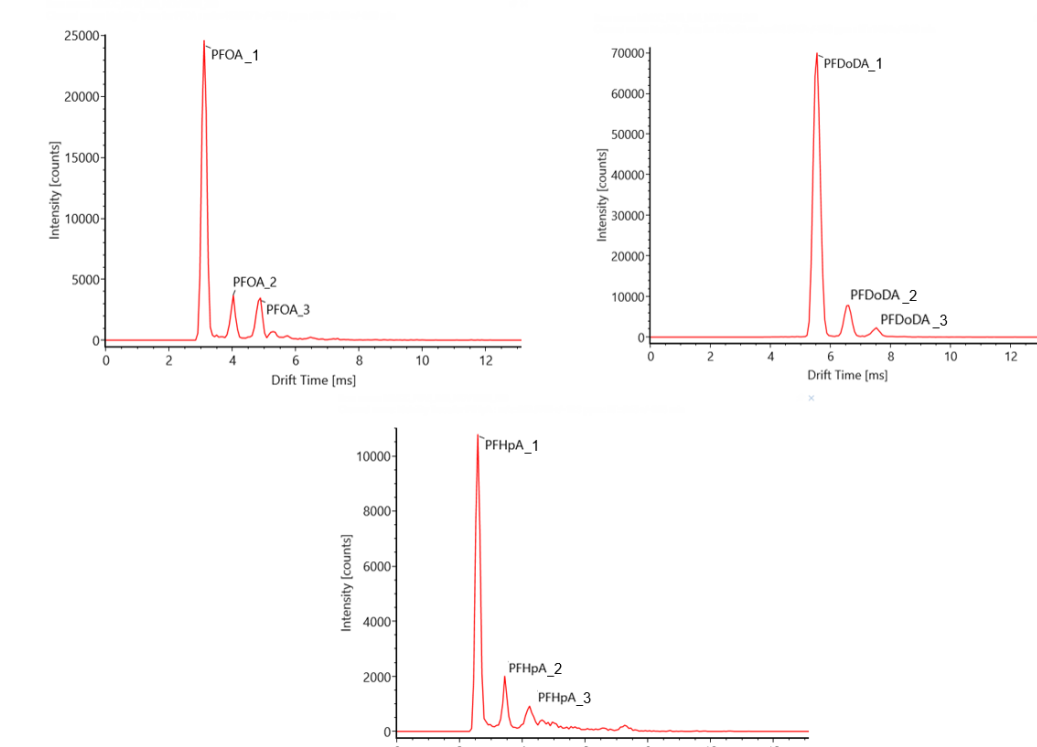 25000
20000
15000
10000
5000
0
Intensity [counts]
PFOA_1
PFOA_2
PFOA_3
0 2 4 6 8 10 12
Drift Time [ms]
70000
60000
50000
40000
30000
20000
10000
0
Intensity [counts]
PFDoDA_1
PFDoDA_2
PFDoDA_3
0 2 4 6 8 10 12
Drift Time [ms]
10000
8000
6000
4000
2000
0
Intensity [counts]
PFHpA_1
PFHpA_2
PFHpA_3